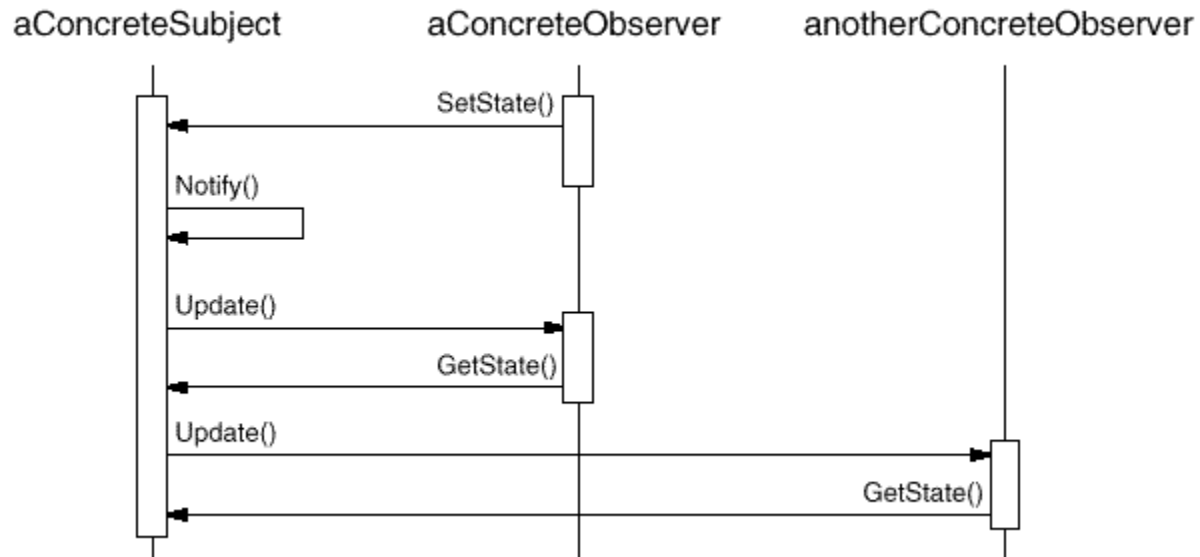 aConcreteSubject
aConcreteObserver
anotherConcreteObserver
SetState()
Notify()
Update()
GetState()
Update()
GetState()